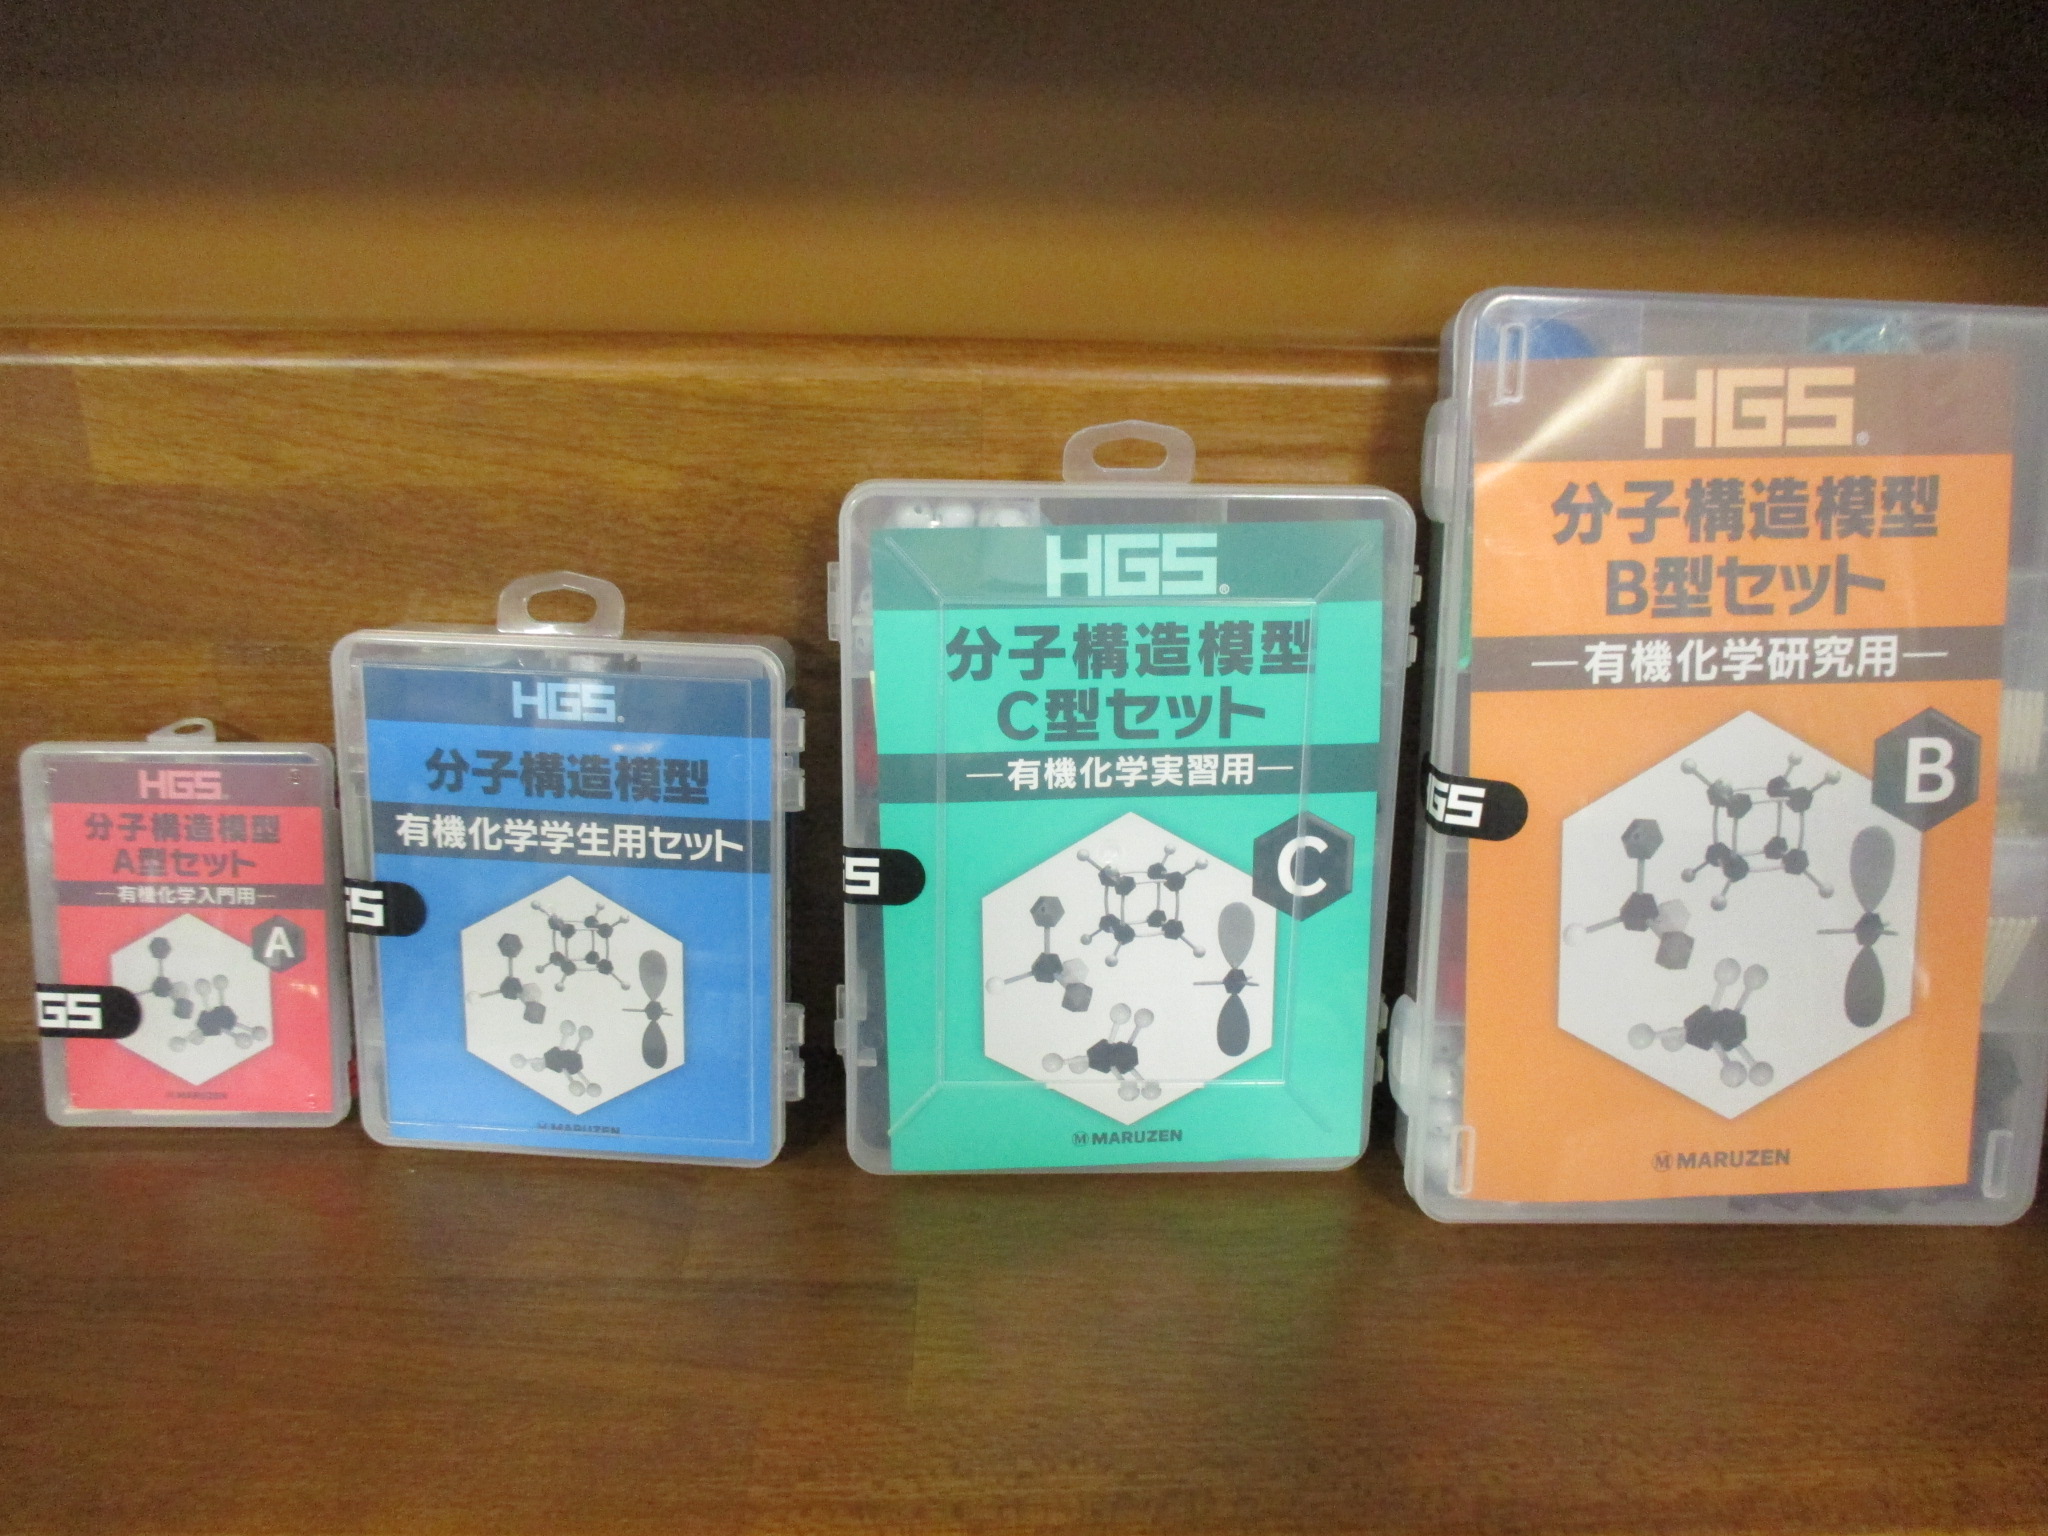 HGS
分子構造模型
A型セット
―有機化学入門用―
A
GS
MARUZEN
HGS®
分子構造模型
有機化学学生用セット
GS
MARUZEN
HGS®
分子構造模型
C型セット
―有機化学実習用―
C
S
M MARUZEN
HGS®
分子構造模型
B型セット
―有機化学研究用―
B
GS
M MARUZEN